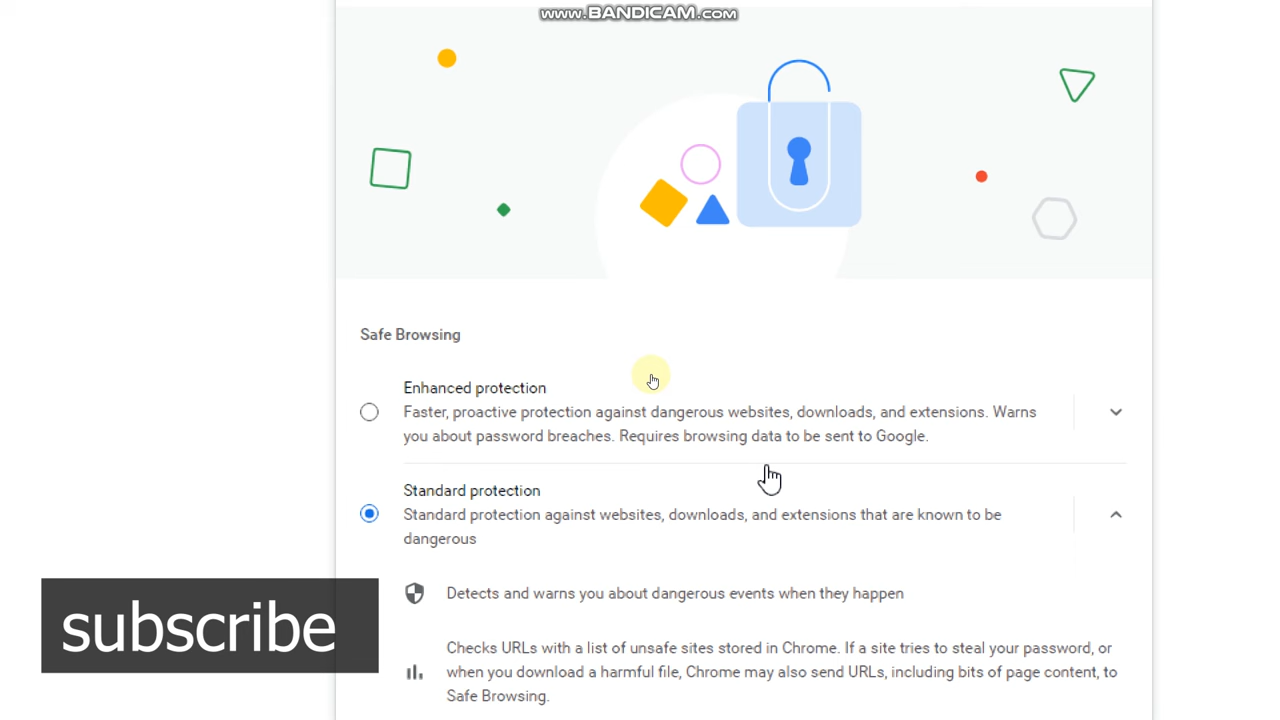 www.BANDICAM.com
Safe Browsing
Enhanced protection
Faster, proactive protection against dangerous websites, downloads, and extensions. Warns
you about password breaches. Requires browsing data to be sent to Google.
Standard protection
Standard protection against websites, downloads, and extensions that are known to be
dangerous
Detects and warns you about dangerous events when they happen
Checks URLs with a list of unsafe sites stored in Chrome. If a site tries to steal your password, or
when you download a harmful file, Chrome may also send URLs, including bits of page content, to
Safe Browsing.
subscribe